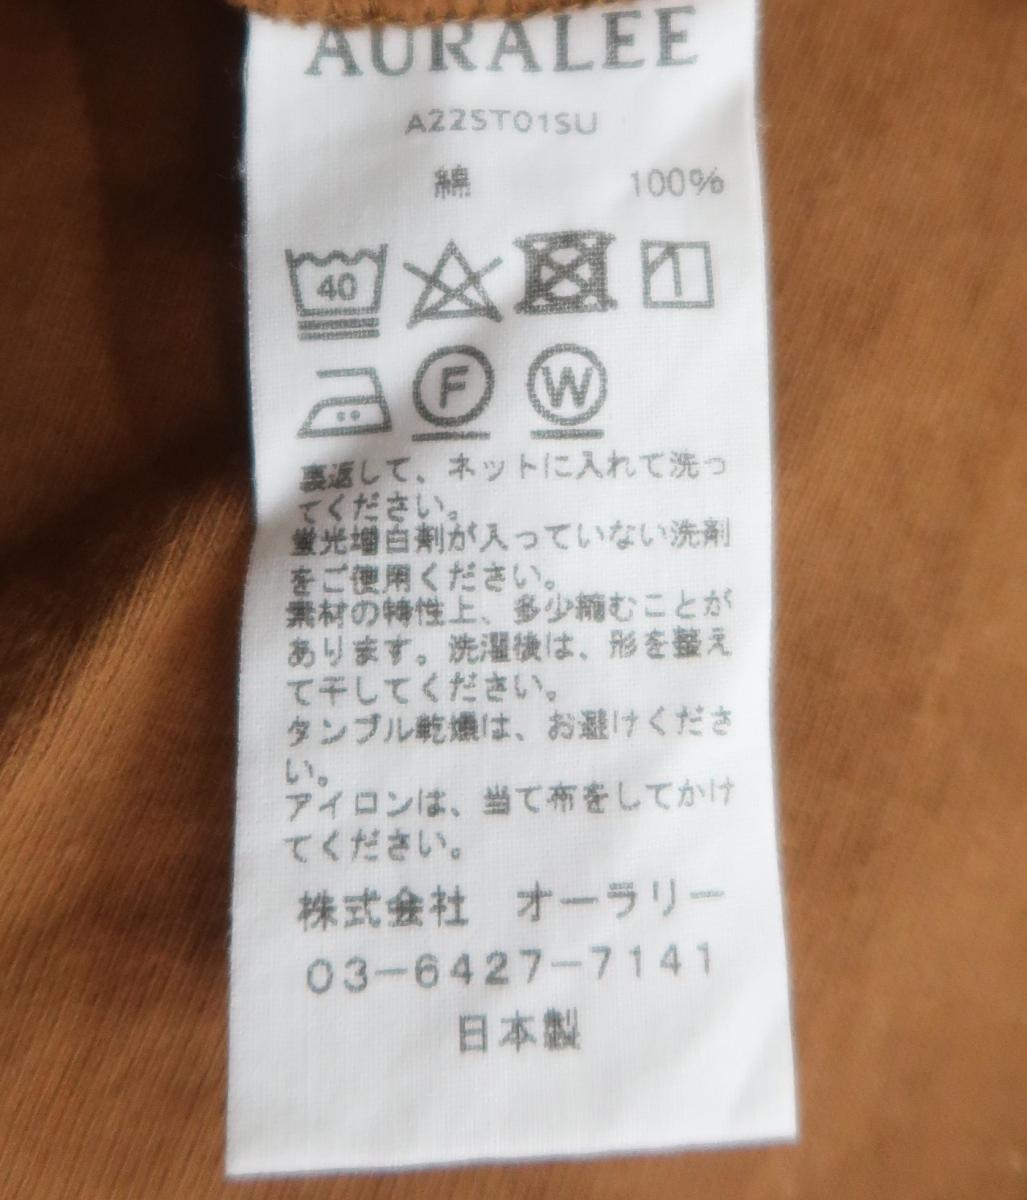 AURALEE
A22ST01SU
綿 100%
40
F W
裏返して、ネットに入れて洗っ
てください。
蛍光増白剤が入っていない洗剤
をご使用ください。
素材の特性上、多少縮むことが
あります。洗濯後は、形を整え
て干してください。
タンブル乾燥は、お避けくださ
い。
アイロンは、当て布をしてかけ
てください。
株式会社 オーラリー
03-6427-7141
日本製